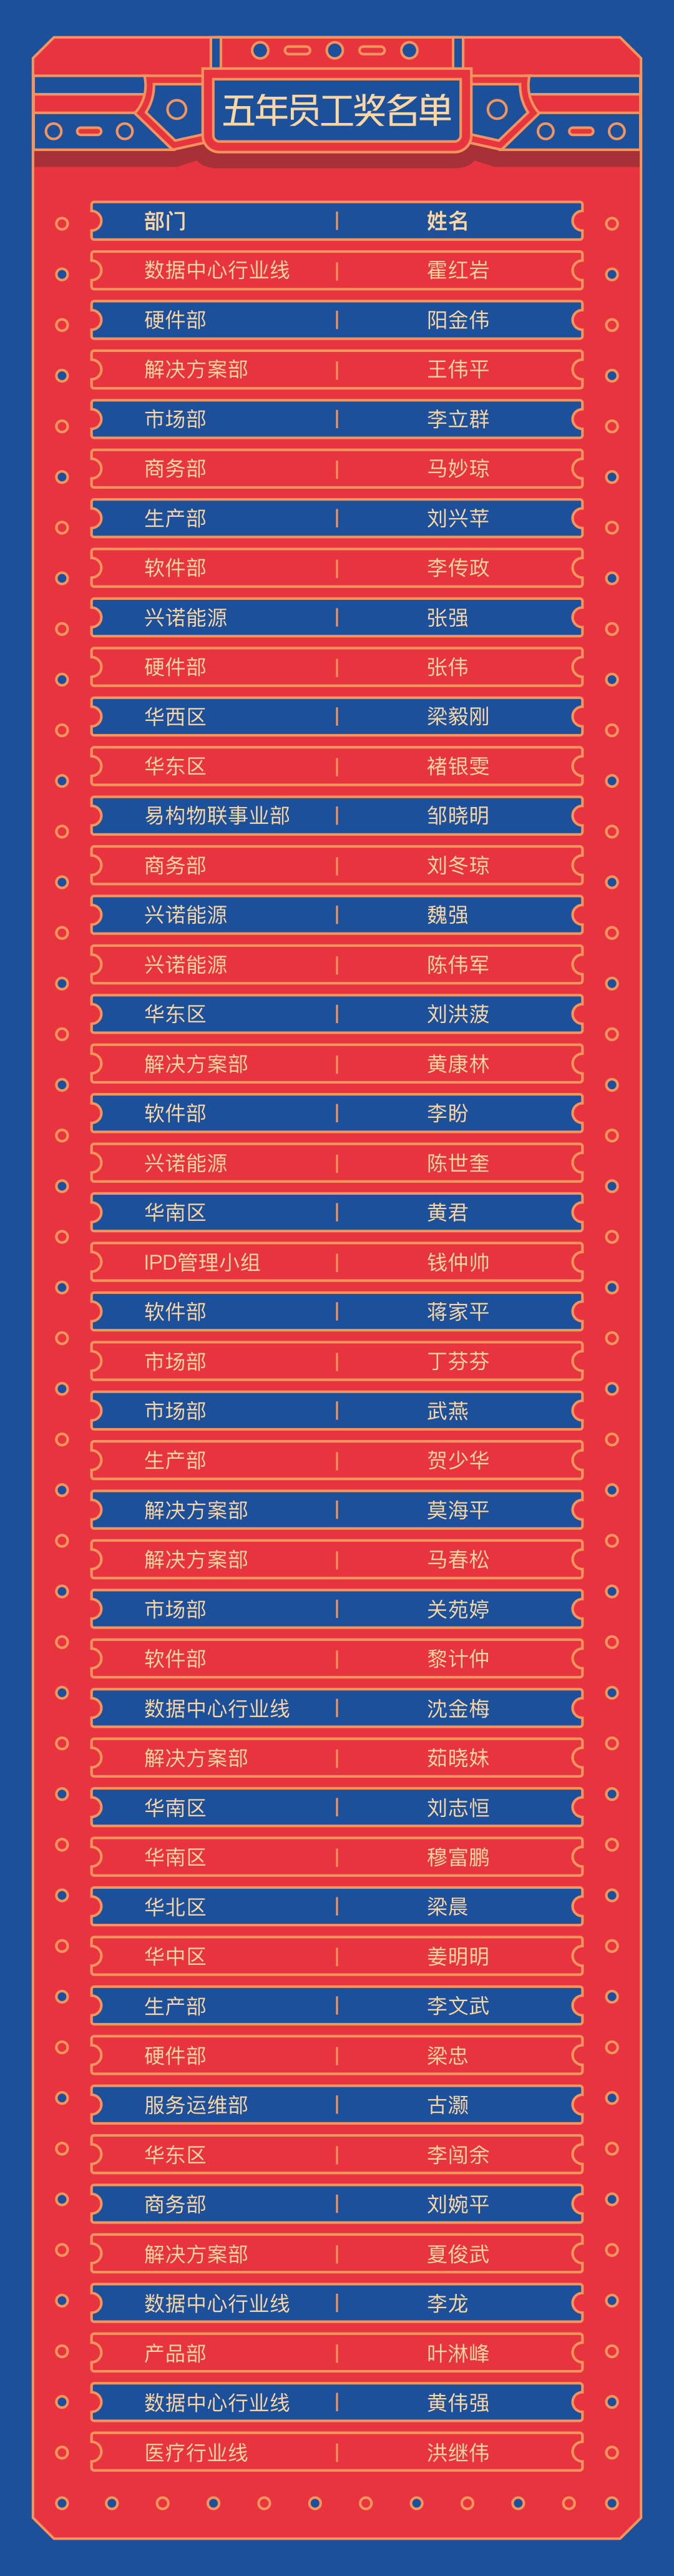 五年员工奖名单
部门 | 姓名
数据中心行业线 | 霍红岩
硬件部 | 阳金伟
解决方案部 | 王伟平
市场部 | 李立群
商务部 | 马妙琼
生产部 | 刘兴苹
软件部 | 李传政
兴诺能源 | 张强
硬件部 | 张伟
华西区 | 梁毅刚
华东区 | 褚银雯
易构物联事业部 | 邹晓明
商务部 | 刘冬琼
兴诺能源 | 魏强
兴诺能源 | 陈伟军
华东区 | 刘洪菠
解决方案部 | 黄康林
软件部 | 李盼
兴诺能源 | 陈世奎
华南区 | 黄君
IPD管理小组 | 钱仲帅
软件部 | 蒋家平
市场部 | 丁芬芬
市场部 | 武燕
生产部 | 贺少华
解决方案部 | 莫海平
解决方案部 | 马春松
市场部 | 关苑婷
软件部 | 黎计仲
数据中心行业线 | 沈金梅
解决方案部 | 茹晓妹
华南区 | 刘志恒
华南区 | 穆富鹏
华北区 | 梁晨
华中区 | 姜明明
生产部 | 李文武
硬件部 | 梁忠
服务运维部 | 古灏
华东区 | 李闯余
商务部 | 刘婉平
解决方案部 | 夏俊武
数据中心行业线 | 李龙
产品部 | 叶淋峰
数据中心行业线 | 黄伟强
医疗行业线 | 洪继伟